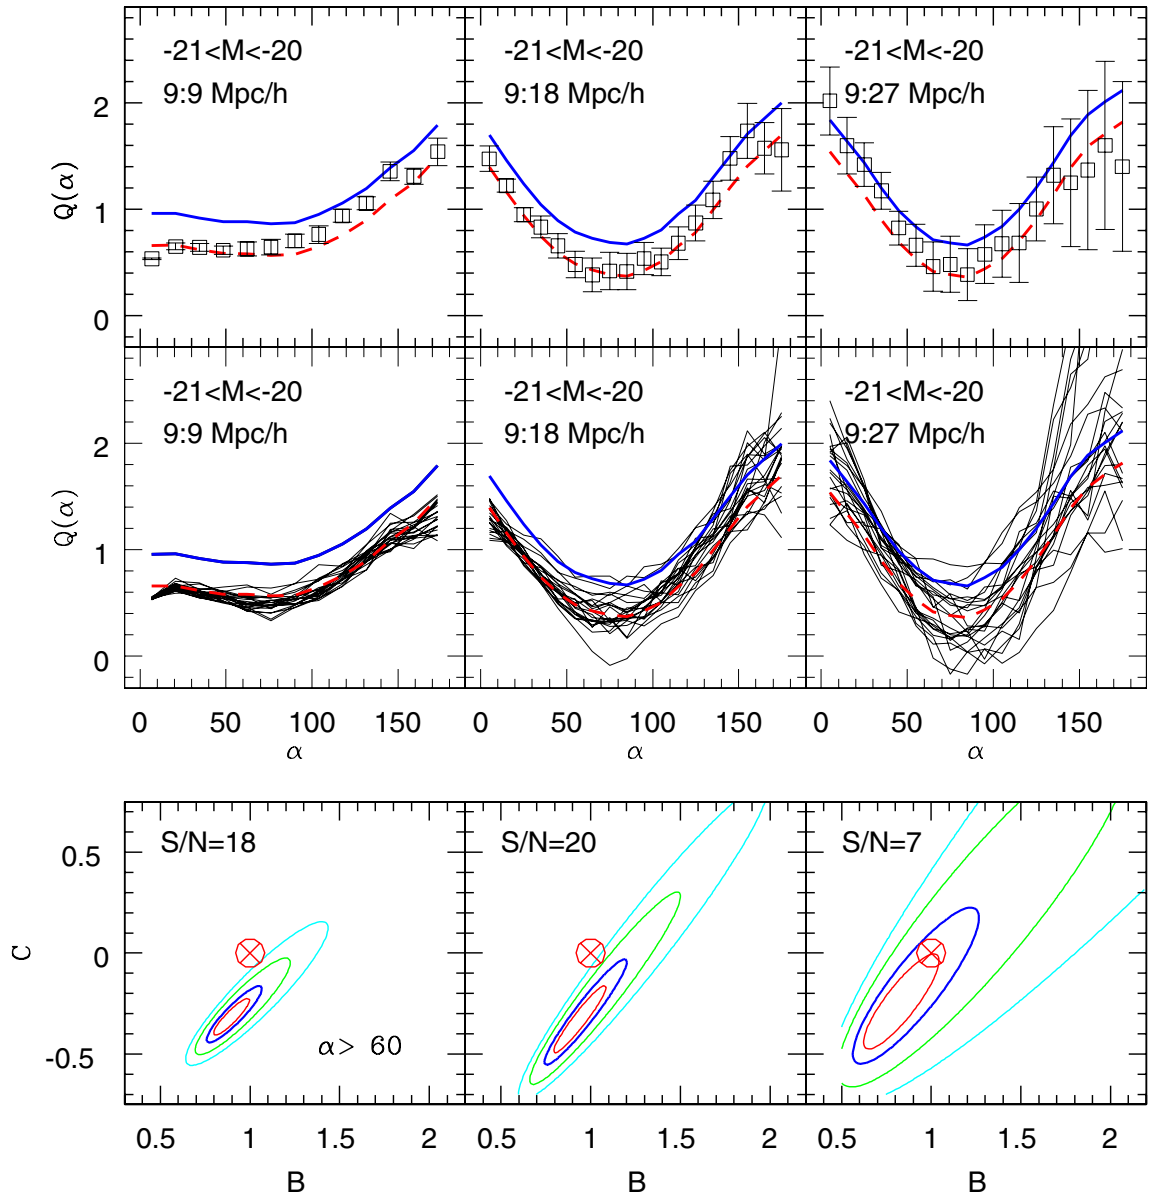 -21<M<-20 -21<M<-20 -21<M<-20
9:9 Mpc/h 9:18 Mpc/h 9:27 Mpc/h
2
Q(α)
1
0
-21<M<-20 -21<M<-20 -21<M<-20
9:9 Mpc/h 9:18 Mpc/h 9:27 Mpc/h
2
Q(α)
1
0
0 50 100 150 0 50 100 150 0 50 100 150
α α α
S/N=18 S/N=20 S/N=7
0.5
C
0
α> 60
-0.5
0.5 1 1.5 2 0.5 1 1.5 2 0.5 1 1.5 2
B B B